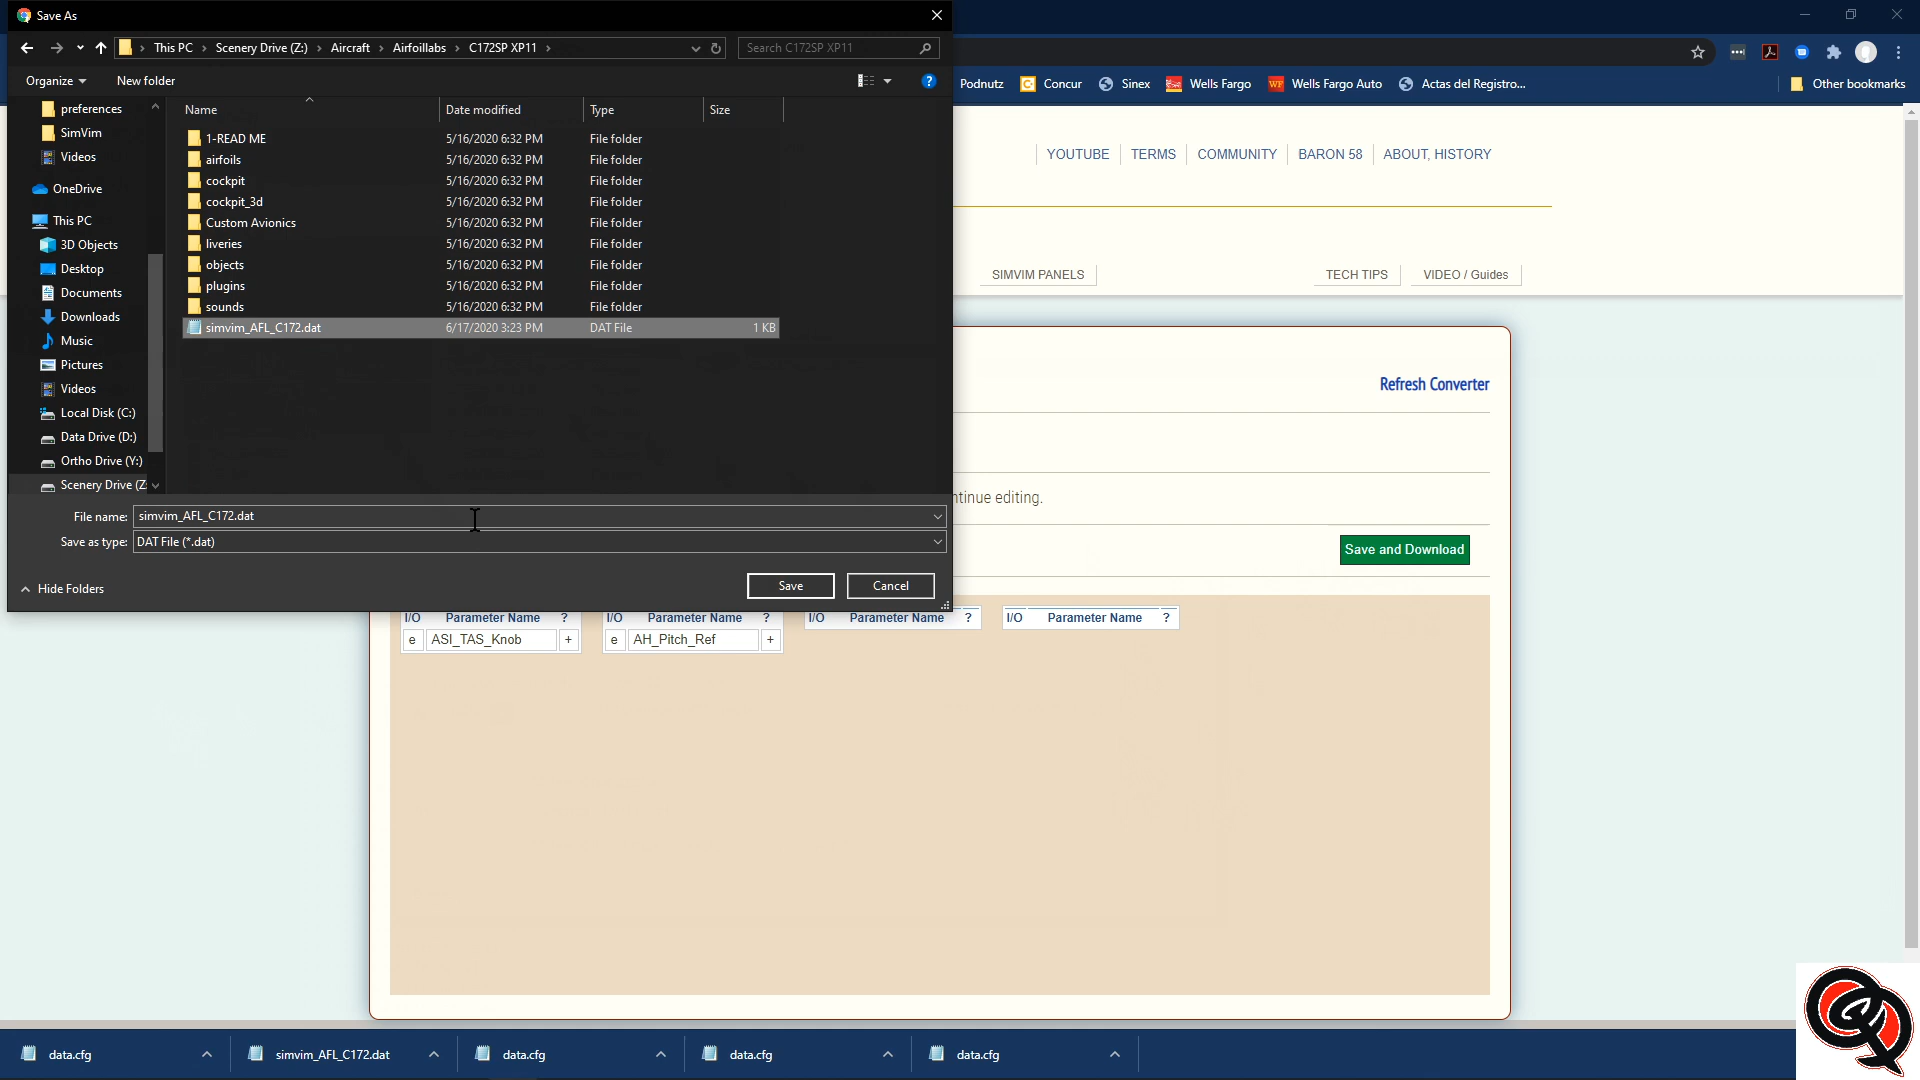 Save As
This PC > Scenery Drive (Z:) > Aircraft > Airfoillabs > C172SP XP11 >
Search C172SP XP11
Organize
New folder
?
Podnutz
Concur
Sinex
Wells Fargo
Wells Fargo Auto
Actas del Registro...
Other bookmarks
preferences
SimVim
Videos
OneDrive
This PC
3D Objects
Desktop
Documents
Downloads
Music
Pictures
Videos
Local Disk (C:)
Data Drive (D:)
Ortho Drive (Y:)
Scenery Drive (Z
Name Date modified Type Size
1-READ ME 5/16/2020 6:32 PM File folder
airfoils 5/16/2020 6:32 PM File folder
cockpit 5/16/2020 6:32 PM File folder
cockpit_3d 5/16/2020 6:32 PM File folder
Custom Avionics 5/16/2020 6:32 PM File folder
liveries 5/16/2020 6:32 PM File folder
objects 5/16/2020 6:32 PM File folder
plugins 5/16/2020 6:32 PM File folder
sounds 5/16/2020 6:32 PM File folder
simvim_AFL_C172.dat 6/17/2020 3:23 PM DAT File 1 KB
File name: simvim_AFL_C172.dat
Save as type: DAT File (*.dat)
Hide Folders
Save
Cancel
YOUTUBE TERMS COMMUNITY BARON 58 ABOUT, HISTORY
SIMVIM PANELS TECH TIPS VIDEO / Guides
Refresh Converter
ntinue editing.
Save and Download
I/O Parameter Name ? I/O Parameter Name ? I/O Parameter Name ? I/O Parameter Name ?
e ASI_TAS_Knob + e AH_Pitch_Ref +
data.cfg simvim_AFL_C172.dat data.cfg data.cfg data.cfg